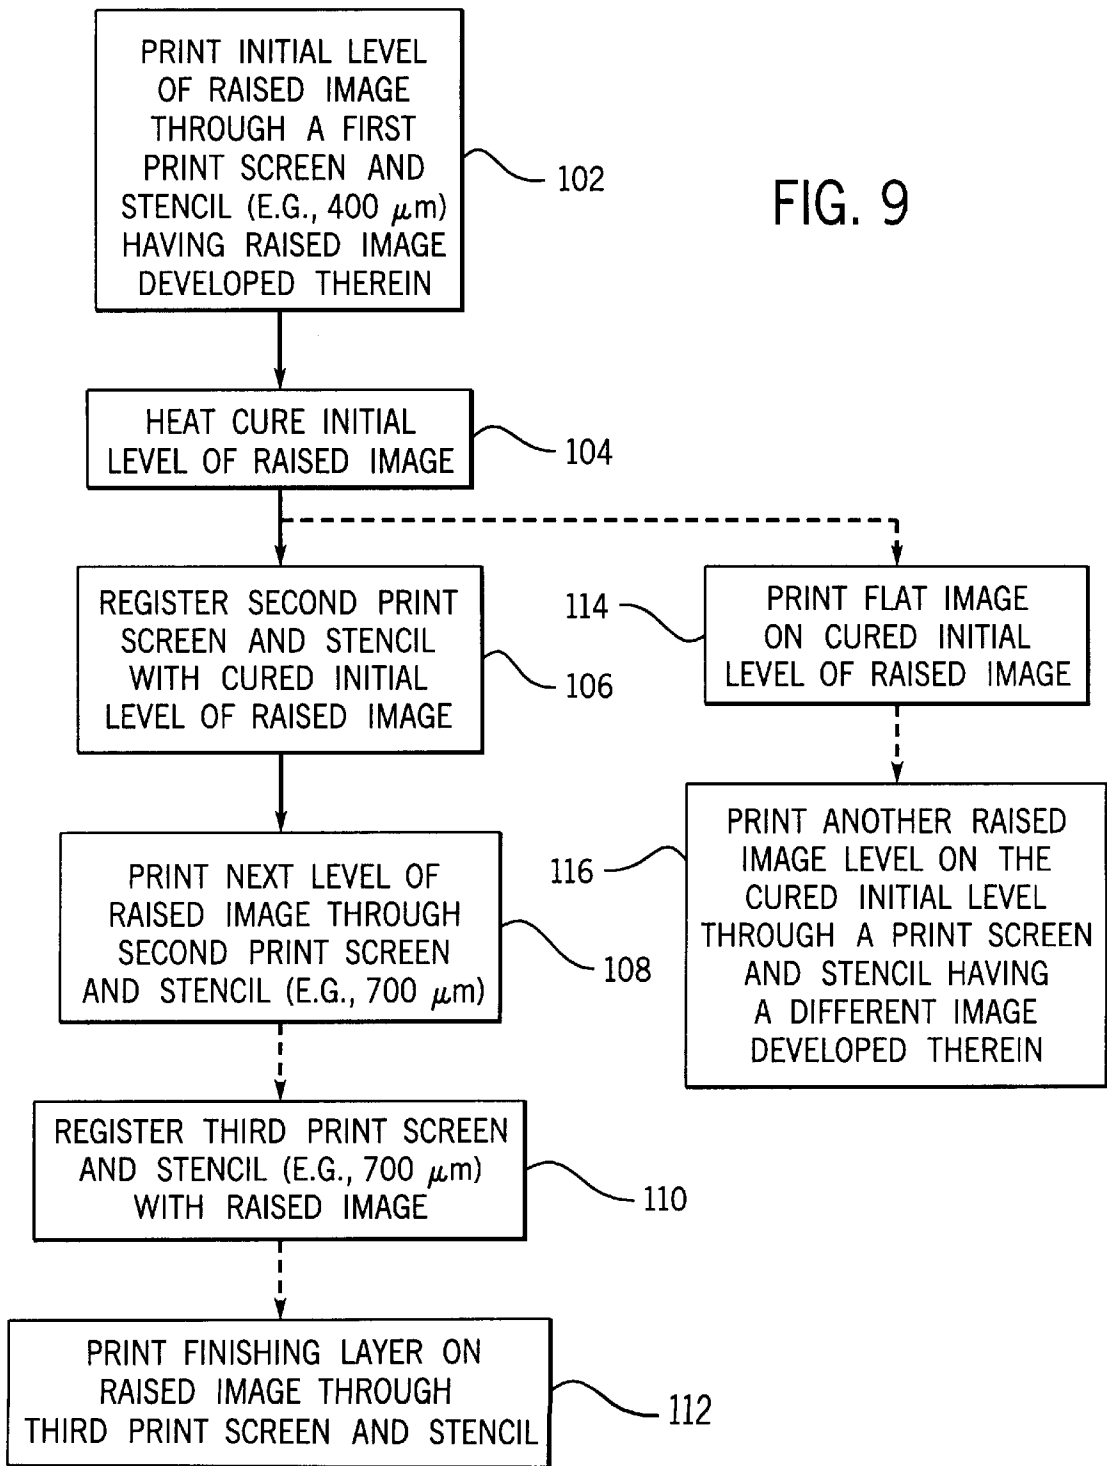 PRINT INITIAL LEVEL
OF RAISED IMAGE
THROUGH A FIRST
PRINT SCREEN AND
STENCIL (E.G., 400 μm)
HAVING RAISED IMAGE
DEVELOPED THEREIN
102
FIG. 9
HEAT CURE INITIAL
LEVEL OF RAISED IMAGE
104
REGISTER SECOND PRINT
SCREEN AND STENCIL
WITH CURED INITIAL
LEVEL OF RAISED IMAGE
106
114
PRINT FLAT IMAGE
ON CURED INITIAL
LEVEL OF RAISED IMAGE
PRINT NEXT LEVEL OF
RAISED IMAGE THROUGH
SECOND PRINT SCREEN
AND STENCIL (E.G., 700 μm)
108
116
PRINT ANOTHER RAISED
IMAGE LEVEL ON THE
CURED INITIAL LEVEL
THROUGH A PRINT SCREEN
AND STENCIL HAVING
A DIFFERENT IMAGE
DEVELOPED THEREIN
REGISTER THIRD PRINT SCREEN
AND STENCIL (E.G., 700 μm)
WITH RAISED IMAGE
110
PRINT FINISHING LAYER ON
RAISED IMAGE THROUGH
THIRD PRINT SCREEN AND STENCIL
112